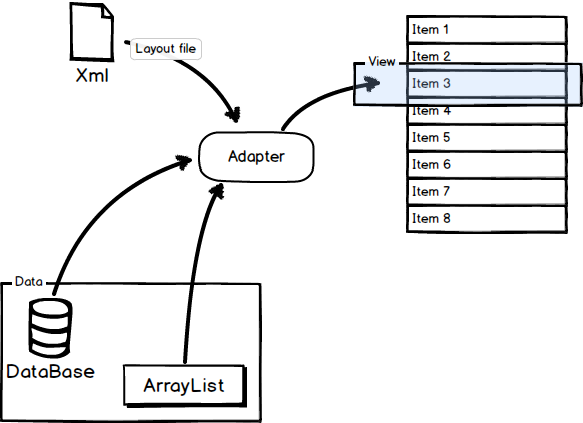 Layout file
Xml
Adapter
View
Item 1
Item 2
Item 3
Item 4
Item 5
Item 6
Item 7
Item 8
Data
DataBase
ArrayList